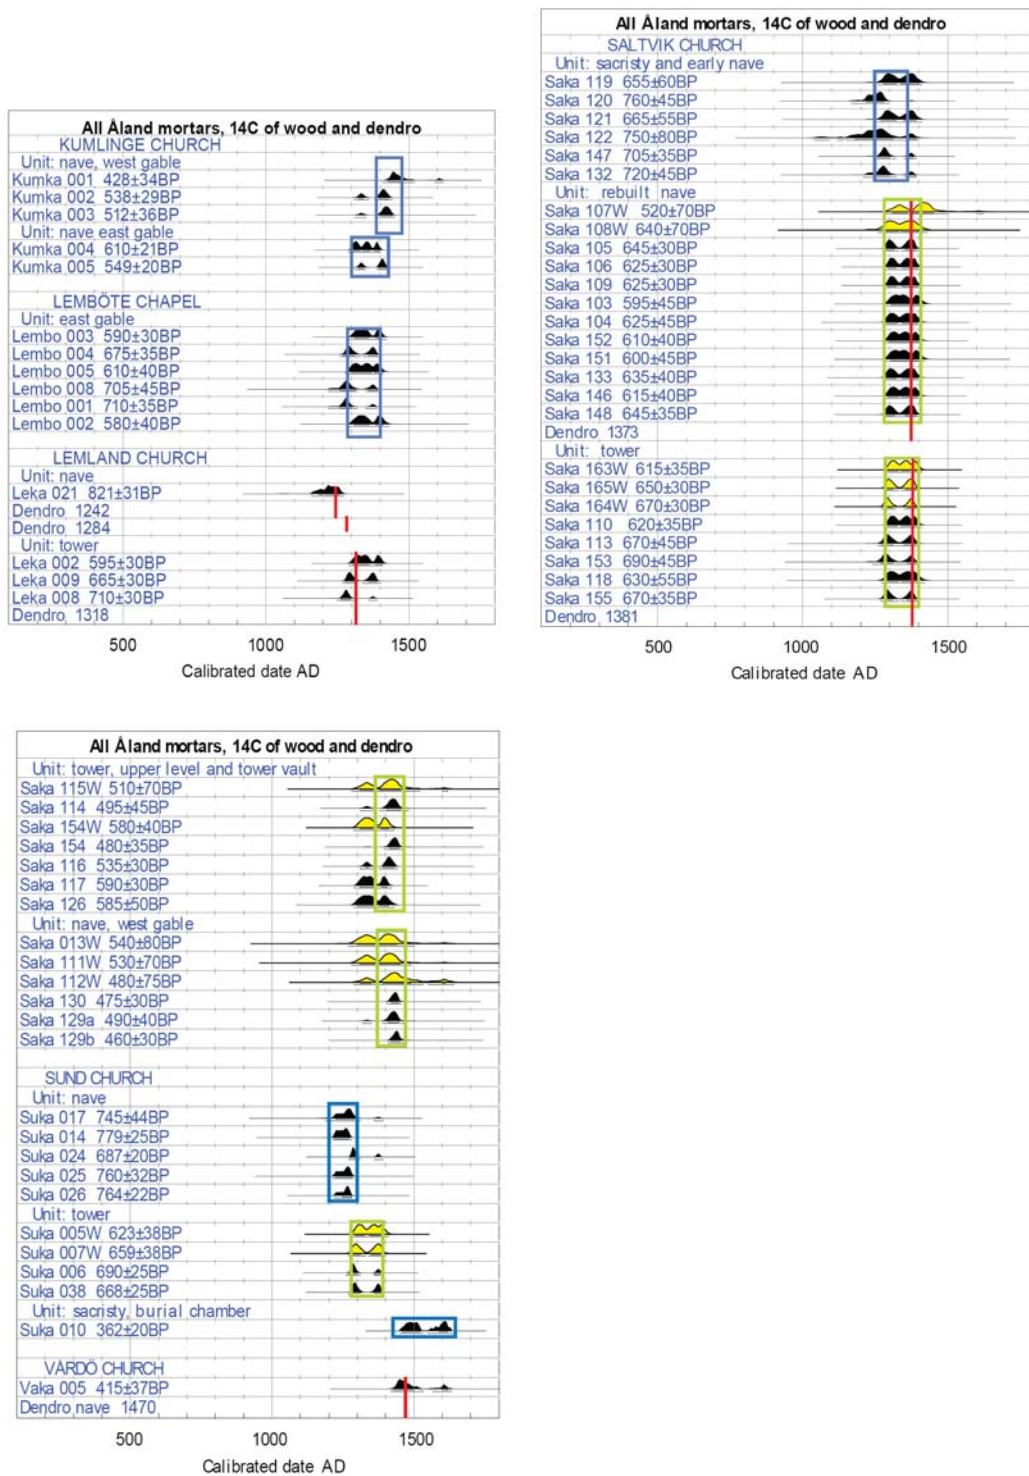 All Åland mortars, 14C of wood and dendro
KUMLINGE CHURCH
Unit: nave, west gable
Kumka 001 428±34BP
Kumka 002 538±29BP
Kumka 003 512±36BP
Unit: nave east gable
Kumka 004 610±21BP
Kumka 005 549±20BP
LEMBÖTE CHAPEL
Unit: east gable
Lembo 003 590±30BP
Lembo 004 675±35BP
Lembo 005 610±40BP
Lembo 008 705±45BP
Lembo 001 710±35BP
Lembo 002 580±40BP
LEMLAND CHURCH
Unit: nave
Leka 021 821±31BP
Dendro 1242
Dendro 1284
Unit: tower
Leka 002 595±30BP
Leka 009 665±30BP
Leka 008 710±30BP
Dendro 1318
500 1000 1500
Calibrated date AD
All Åland mortars, 14C of wood and dendro
SALTVIK CHURCH
Unit: sacristy and early nave
Saka 119 655±60BP
Saka 120 760±45BP
Saka 121 665±55BP
Saka 122 750±80BP
Saka 147 705±35BP
Saka 132 720±45BP
Unit: rebuilt nave
Saka 107W 520±70BP
Saka 108W 640±70BP
Saka 105 645±30BP
Saka 106 625±30BP
Saka 109 625±30BP
Saka 103 595±45BP
Saka 104 625±45BP
Saka 152 610±40BP
Saka 151 600±45BP
Saka 133 635±40BP
Saka 146 615±40BP
Saka 148 645±35BP
Dendro 1373
Unit: tower
Saka 163W 615±35BP
Saka 165W 650±30BP
Saka 164W 670±30BP
Saka 110 620±35BP
Saka 113 670±45BP
Saka 153 690±45BP
Saka 118 630±55BP
Saka 155 670±35BP
Dendro 1381
500 1000 1500
Calibrated date AD
All Åland mortars, 14C of wood and dendro
Unit: tower, upper level and tower vault
Saka 115W 510±70BP
Saka 114 495±45BP
Saka 154W 580±40BP
Saka 154 480±35BP
Saka 116 535±30BP
Saka 117 590±30BP
Saka 126 585±50BP
Unit: nave, west gable
Saka 013W 540±80BP
Saka 111W 530±70BP
Saka 112W 480±75BP
Saka 130 475±30BP
Saka 129a 490±40BP
Saka 129b 460±30BP
SUND CHURCH
Unit: nave
Suka 017 745±44BP
Suka 014 779±25BP
Suka 024 687±20BP
Suka 025 760±32BP
Suka 026 764±22BP
Unit: tower
Suka 005W 623±38BP
Suka 007W 659±38BP
Suka 006 690±25BP
Suka 038 668±25BP
Unit: sacristy, burial chamber
Suka 010 362±20BP
VÅRDÖ CHURCH
Vaka 005 415±37BP
Dendro nave 1470
500 1000 1500
Calibrated date AD